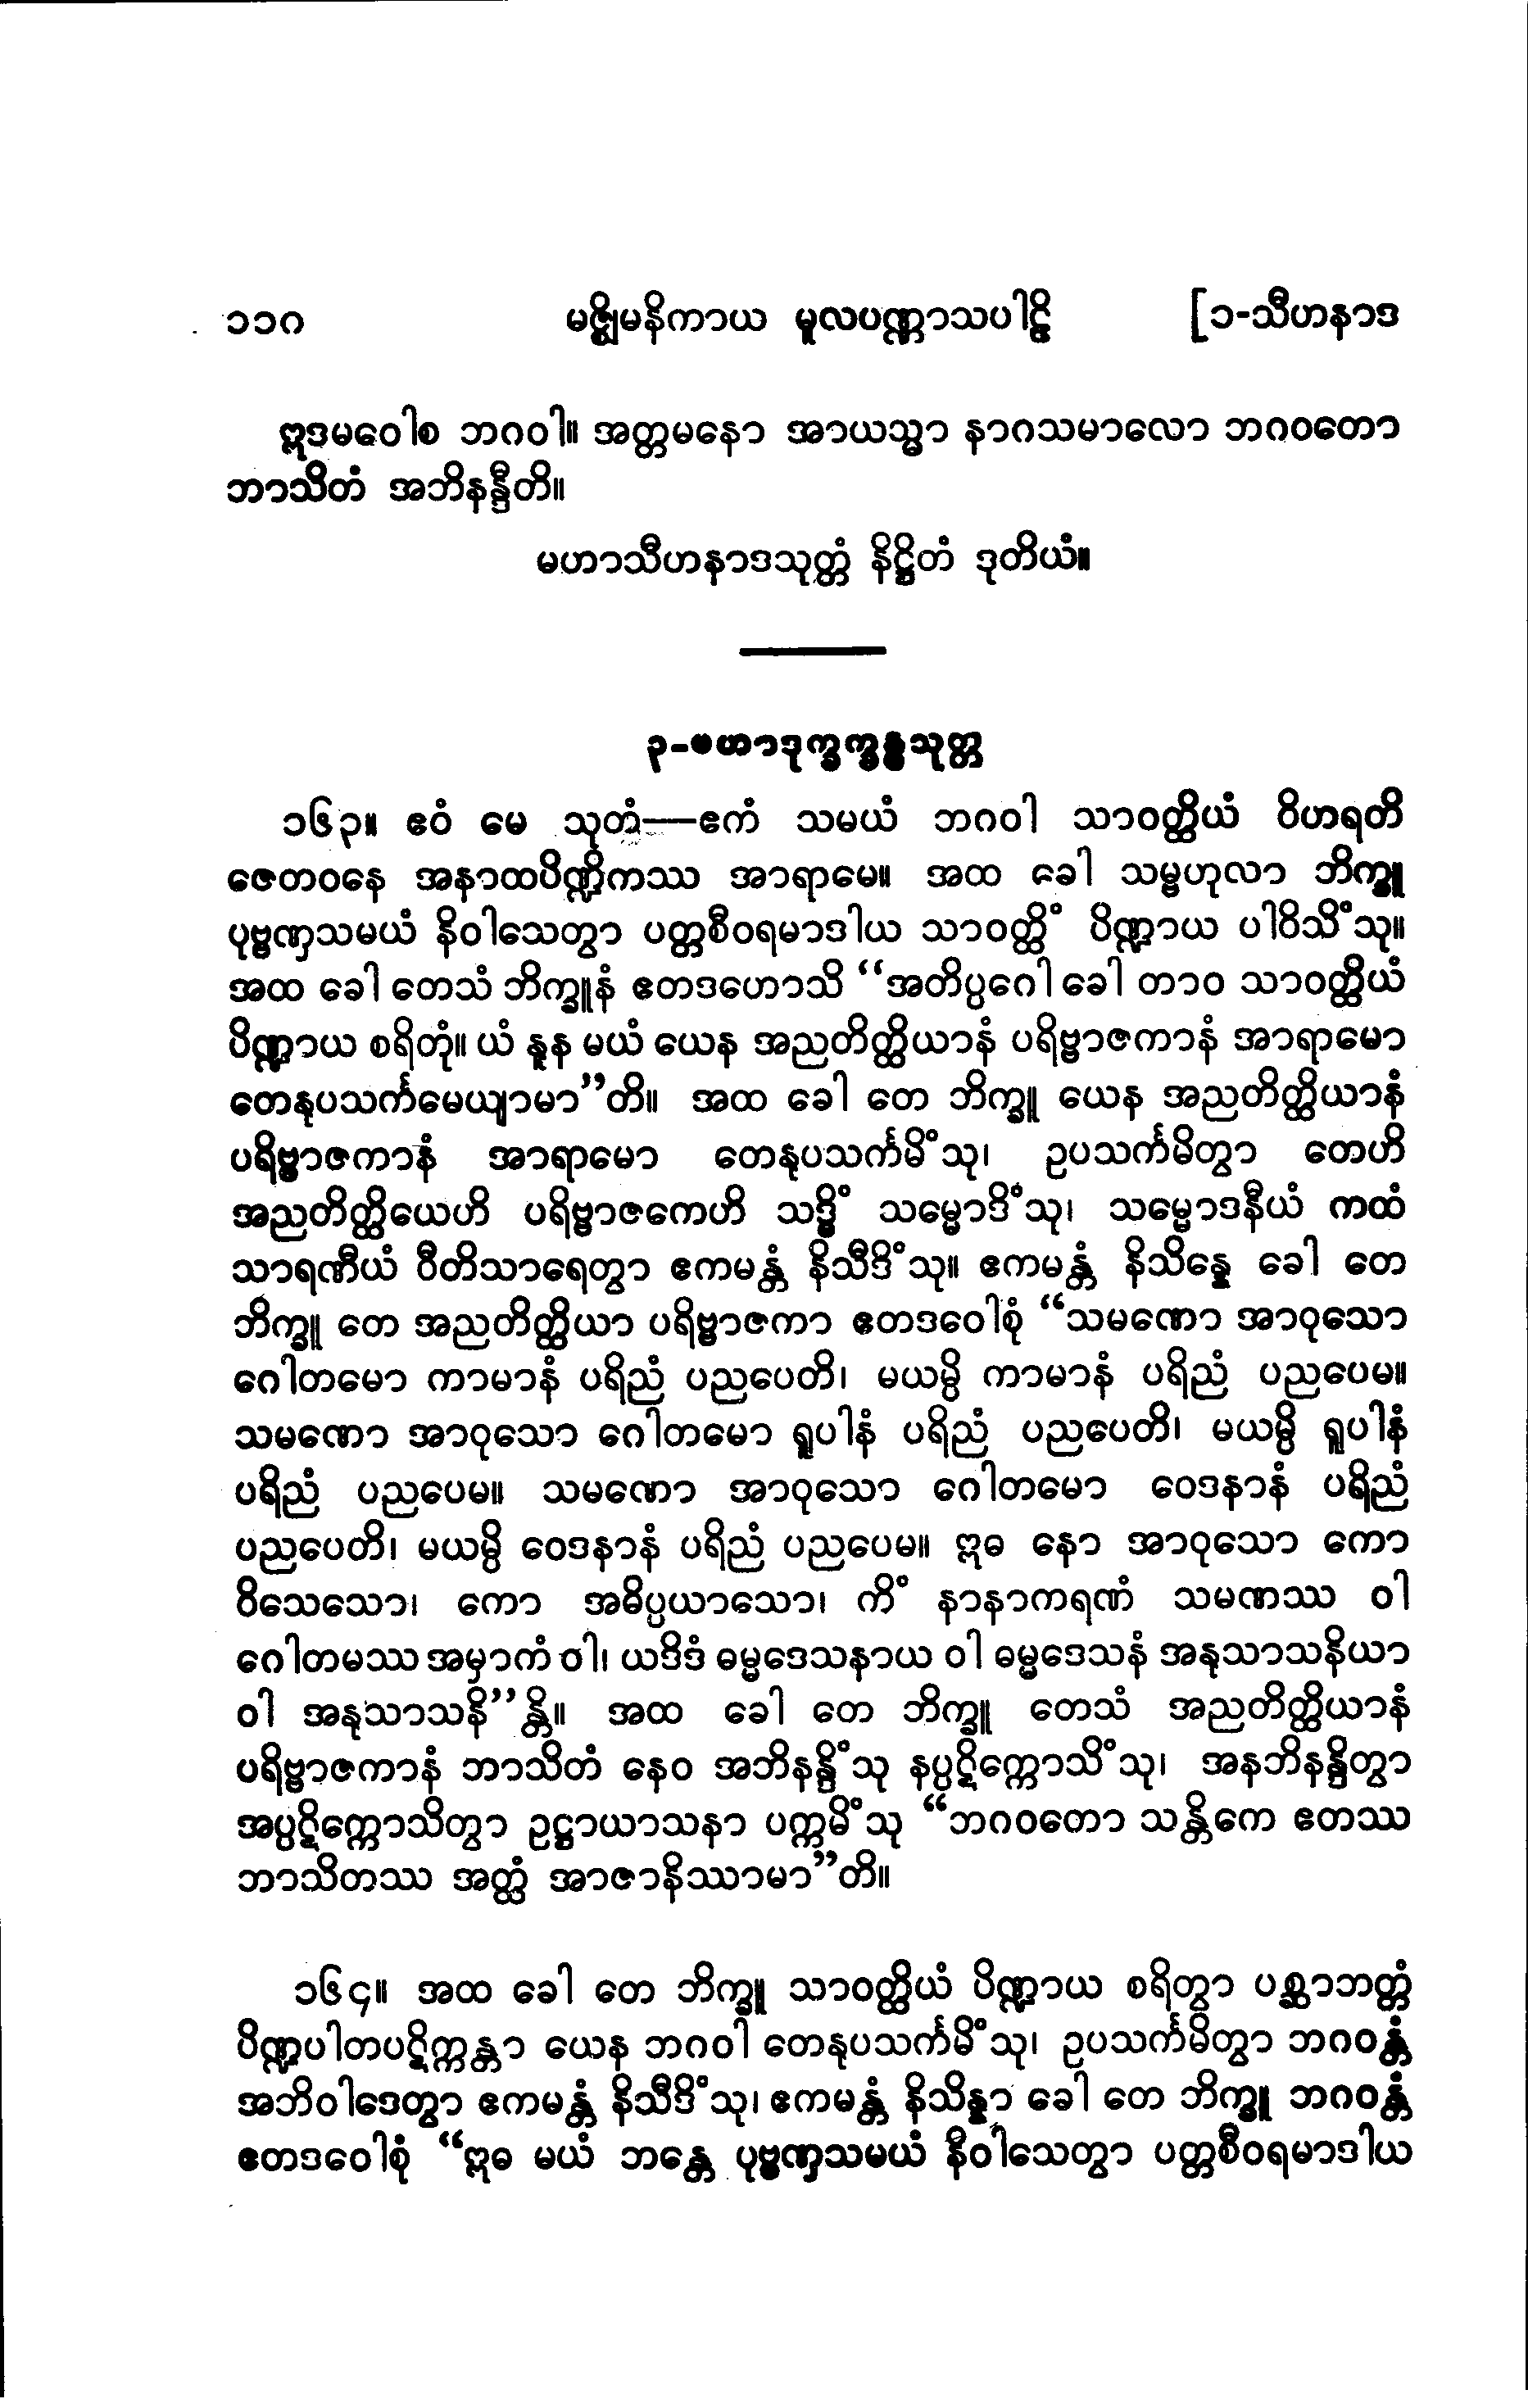 ၁၁၈ မဇ္ဈိမနိကာယ မူလပဏ္ဏာသပါဠိ [၁-သီဟနာဒ
ဣဒမဝေါစ ဘဂဝါ။ အတ္တမနော အာယသ္မာ နာဂသမာလော ဘဂဝတော
ဘာသိတံ အဘိနန္ဒီတိ။
မဟာသီဟနာဒသုတ္တံ နိဋ္ဌိတံ ဒုတိယံ။
၃-မဟာဒုက္ခက္ခန္ဓသုတ္တ
၁၆၃။ ဧဝံ မေ သုတံ—ဧကံ သမယံ ဘဂဝါ သာဝတ္ထိယံ ဝိဟရတိ
ဇေတဝနေ အနာထပိဏ္ဍိကဿ အာရာမေ။ အထ ခေါ သမ္ဗဟုလာ ဘိက္ခူ
ပုဗ္ဗဏှသမယံ နိဝါသေတွာ ပတ္တစီဝရမာဒါယ သာဝတ္ထိံ ပိဏ္ဍာယ ပါဝိသိံသု။
အထ ခေါ တေသံ ဘိက္ခူနံ ဧတဒဟောသိ “အတိပ္ပဂေါ ခေါ တာဝ သာဝတ္ထိယံ
ပိဏ္ဍာယ စရိတုံ။ ယံ နူန မယံ ယေန အညတိတ္ထိယာနံ ပရိဗ္ဗာဇကာနံ အာရာမော
တေနုပသင်္ကမေယျာမာ”တိ။ အထ ခေါ တေ ဘိက္ခူ ယေန အညတိတ္ထိယာနံ
ပရိဗ္ဗာဇကာနံ အာရာမော တေနုပသင်္ကမိံသု၊ ဥပသင်္ကမိတွာ တေဟိ
အညတိတ္ထိယေဟိ ပရိဗ္ဗာဇကေဟိ သဒ္ဓိံ သမ္မောဒိံသု၊ သမ္မောဒနီယံ ကထံ
သာရဏီယံ ဝီတိသာရေတွာ ဧကမန္တံ နိသီဒိံသု။ ဧကမန္တံ နိသိန္နေ ခေါ တေ
ဘိက္ခူ တေ အညတိတ္ထိယာ ပရိဗ္ဗာဇကာ ဧတဒဝေါစုံ “သမဏော အာဝုသော
ဂေါတမော ကာမာနံ ပရိညံ ပညပေတိ၊ မယမ္ပိ ကာမာနံ ပရိညံ ပညပေမ။
သမဏော အာဝုသော ဂေါတမော ရူပါနံ ပရိညံ ပညပေတိ၊ မယမ္ပိ ရူပါနံ
ပရိညံ ပညပေမ။ သမဏော အာဝုသော ဂေါတမော ဝေဒနာနံ ပရိညံ
ပညပေတိ၊ မယမ္ပိ ဝေဒနာနံ ပရိညံ ပညပေမ။ ဣဓ နော အာဝုသော ကော
ဝိသေသော၊ ကော အဓိပ္ပယာသော၊ ကိံ နာနာကရဏံ သမဏဿ ဝါ
ဂေါတမဿ အမှာကံ ဝါ၊ ယဒိဒံ ဓမ္မဒေသနာယ ဝါ ဓမ္မဒေသနံ အနုသာသနိယာ
ဝါ အနုသာသနိ”န္တိ။ အထ ခေါ တေ ဘိက္ခူ တေသံ အညတိတ္ထိယာနံ
ပရိဗ္ဗာဇကာနံ ဘာသိတံ နေဝ အဘိနန္ဒိံသု နပ္ပဋိက္ကောသိံသု၊ အနဘိနန္ဒိတွာ
အပ္ပဋိက္ကောသိတွာ ဥဋ္ဌာယာသနာ ပက္ကမိံသု “ဘဂဝတော သန္တိကေ ဧတဿ
ဘာသိတဿ အတ္ထံ အာဇာနိဿာမာ”တိ။
၁၆၄။ အထ ခေါ တေ ဘိက္ခူ သာဝတ္ထိယံ ပိဏ္ဍာယ စရိတွာ ပစ္ဆာဘတ္တံ
ပိဏ္ဍပါတပဋိက္ကန္တာ ယေန ဘဂဝါ တေနုပသင်္ကမိံသု၊ ဥပသင်္ကမိတွာ ဘဂဝန္တံ
အဘိဝါဒေတွာ ဧကမန္တံ နိသီဒိံသု၊ ဧကမန္တံ နိသိန္နာ ခေါ တေ ဘိက္ခူ ဘဂဝန္တံ
ဧတဒဝေါစုံ “ဣဓ မယံ ဘန္တေ ပုဗ္ဗဏှသမယံ နိဝါသေတွာ ပတ္တစီဝရမာဒါယ